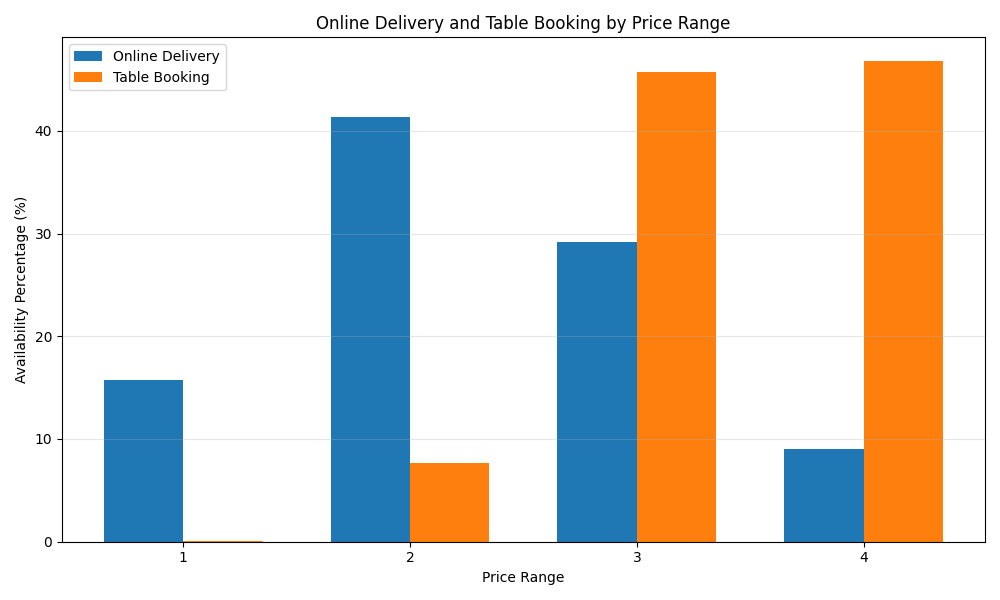 Online Delivery and Table Booking by Price Range
Online Delivery
Table Booking
Availability Percentage (%)
40
30
20
10
0
1 2 3 4
Price Range